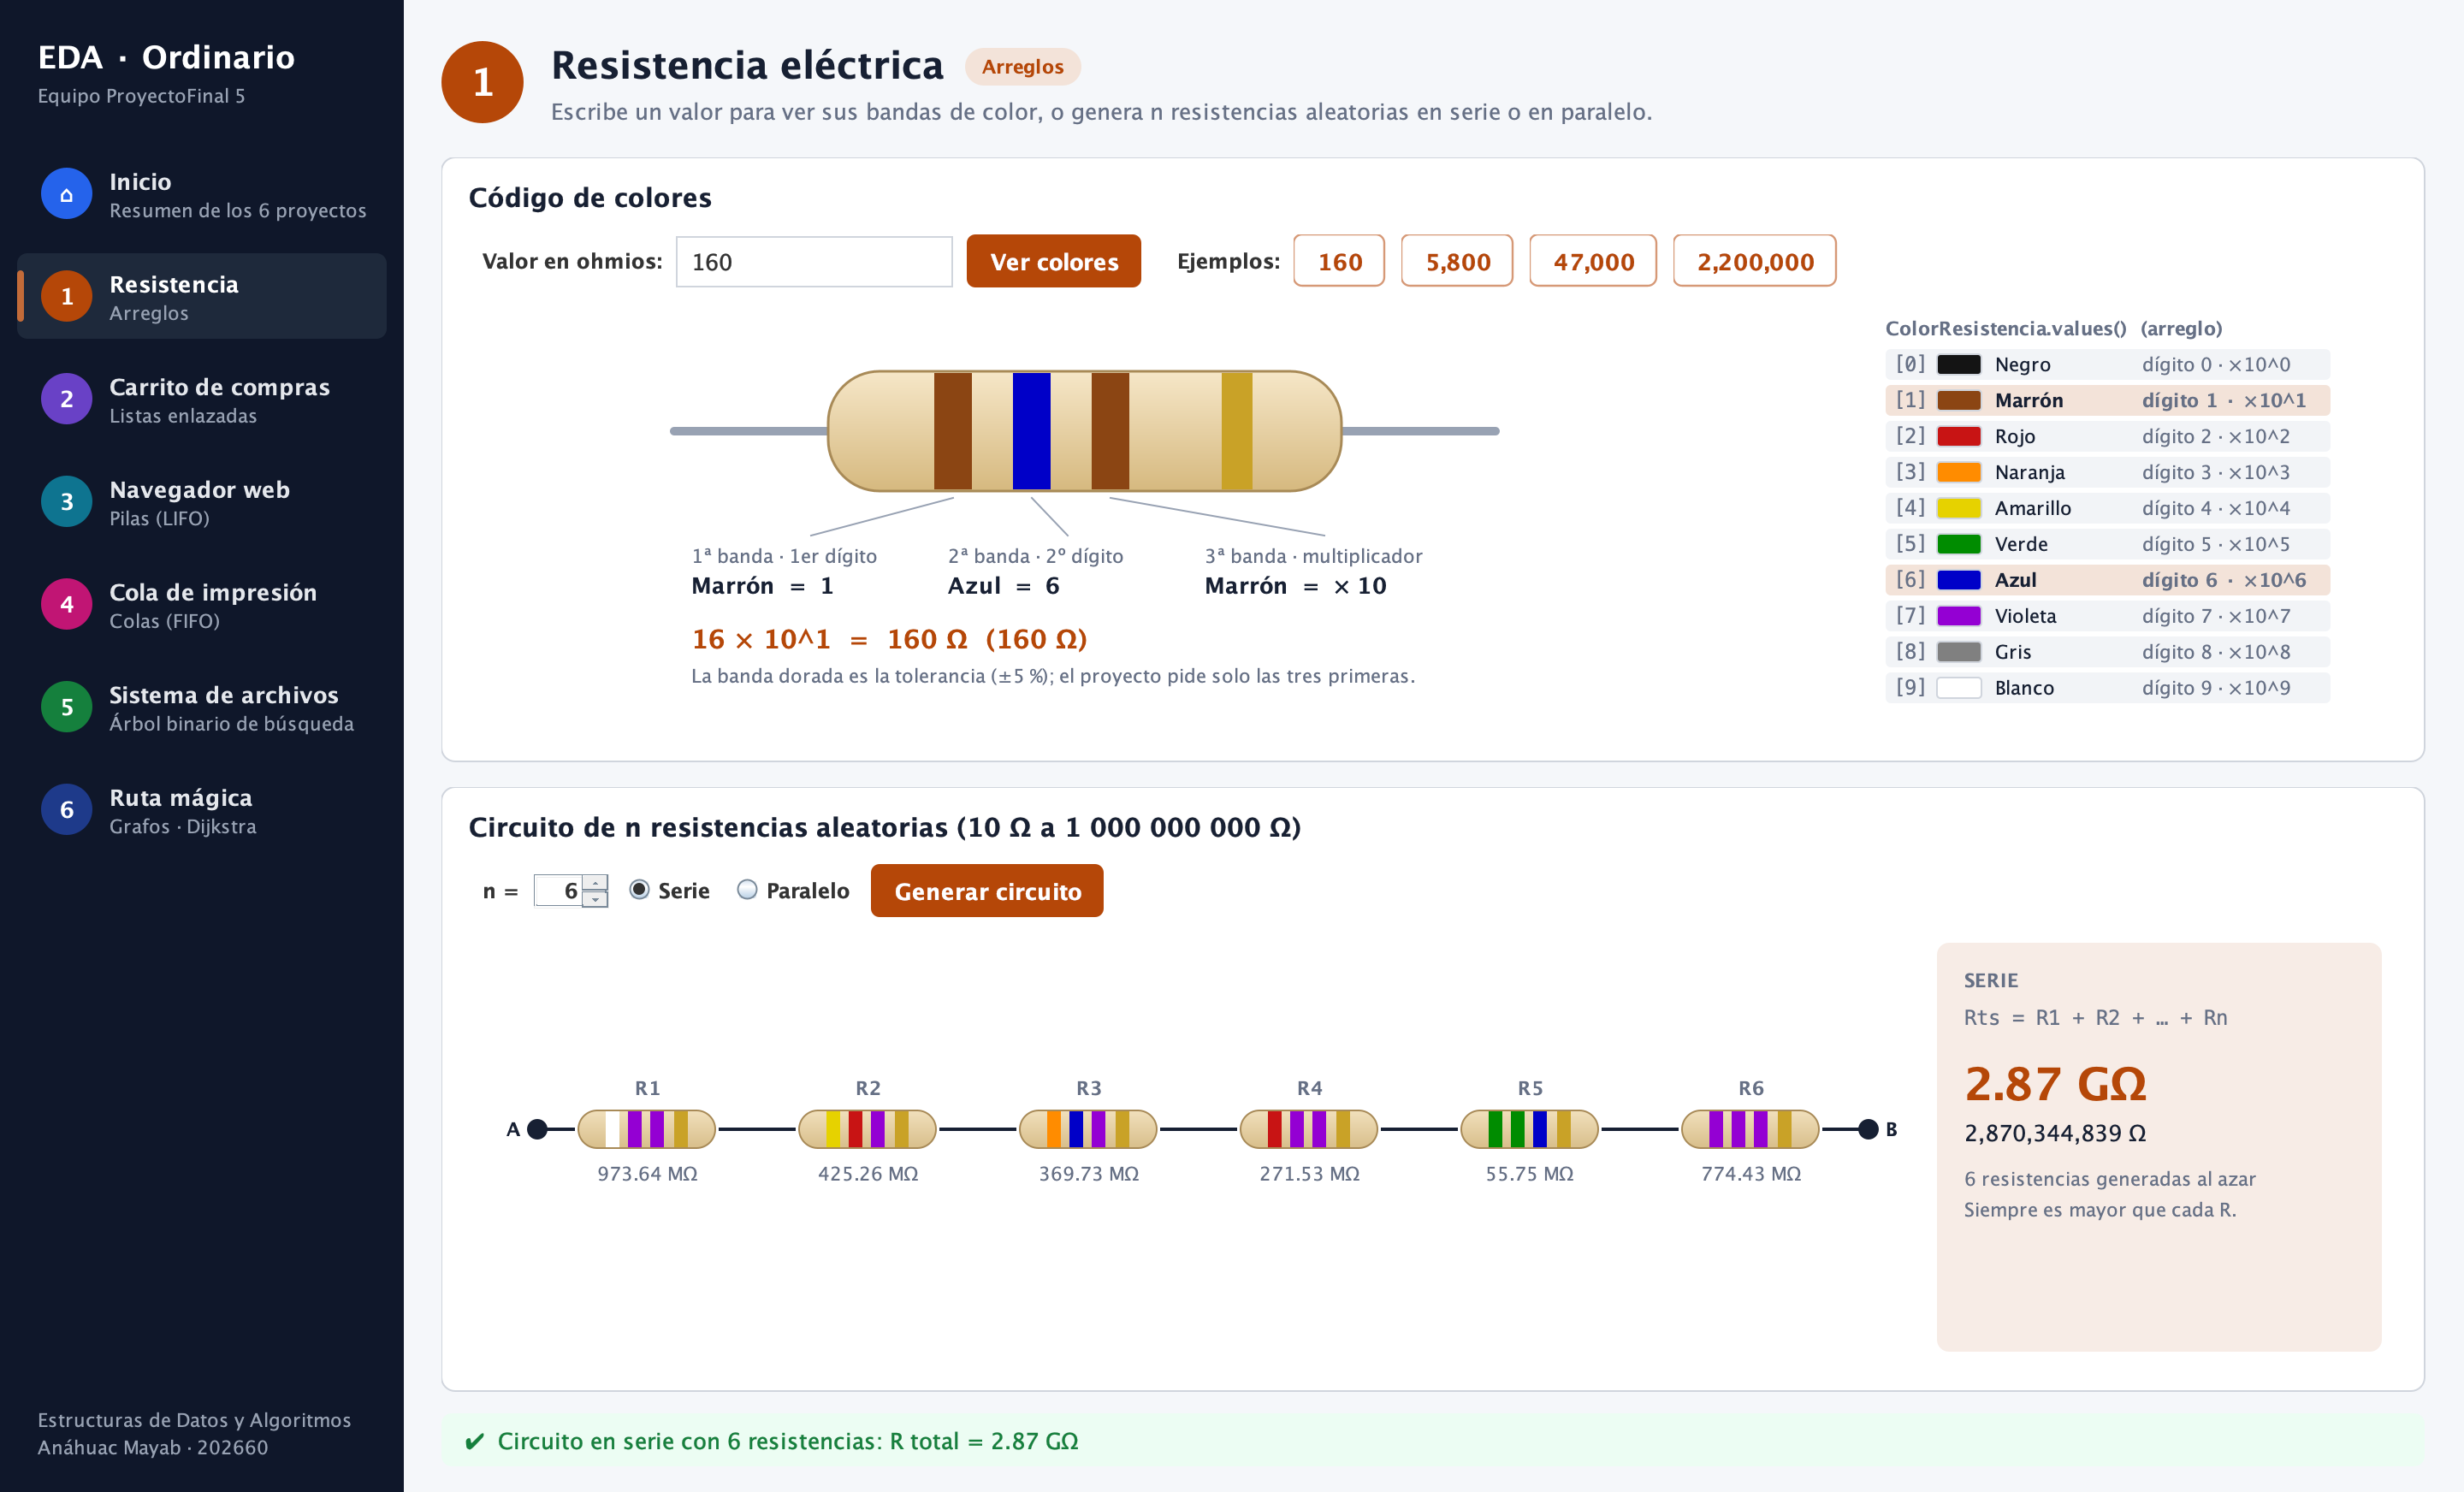 EDA · Ordinario
Equipo ProyectoFinal 5
⌂
Inicio
Resumen de los 6 proyectos
1
Resistencia
Arreglos
2
Carrito de compras
Listas enlazadas
3
Navegador web
Pilas (LIFO)
4
Cola de impresión
Colas (FIFO)
5
Sistema de archivos
Árbol binario de búsqueda
6
Ruta mágica
Grafos · Dijkstra
Estructuras de Datos y Algoritmos
Anáhuac Mayab · 202660
1
Resistencia eléctrica Arreglos
Escribe un valor para ver sus bandas de color, o genera n resistencias aleatorias en serie o en paralelo.
Código de colores
Valor en ohmios: 160 Ver colores Ejemplos: 160 5,800 47,000 2,200,000
1ª banda · 1er dígito 2ª banda · 2º dígito 3ª banda · multiplicador
Marrón = 1 Azul = 6 Marrón = × 10
16 × 10^1 = 160 Ω (160 Ω)
La banda dorada es la tolerancia (±5 %); el proyecto pide solo las tres primeras.
ColorResistencia.values() (arreglo)
[0] Negro dígito 0 · ×10^0
[1] Marrón dígito 1 · ×10^1
[2] Rojo dígito 2 · ×10^2
[3] Naranja dígito 3 · ×10^3
[4] Amarillo dígito 4 · ×10^4
[5] Verde dígito 5 · ×10^5
[6] Azul dígito 6 · ×10^6
[7] Violeta dígito 7 · ×10^7
[8] Gris dígito 8 · ×10^8
[9] Blanco dígito 9 · ×10^9
Circuito de n resistencias aleatorias (10 Ω a 1 000 000 000 Ω)
n = 6 Serie Paralelo Generar circuito
R1 R2 R3 R4 R5 R6
A B
973.64 MΩ 425.26 MΩ 369.73 MΩ 271.53 MΩ 55.75 MΩ 774.43 MΩ
SERIE
Rts = R1 + R2 + … + Rn
2.87 GΩ
2,870,344,839 Ω
6 resistencias generadas al azar
Siempre es mayor que cada R.
✔ Circuito en serie con 6 resistencias: R total = 2.87 GΩ